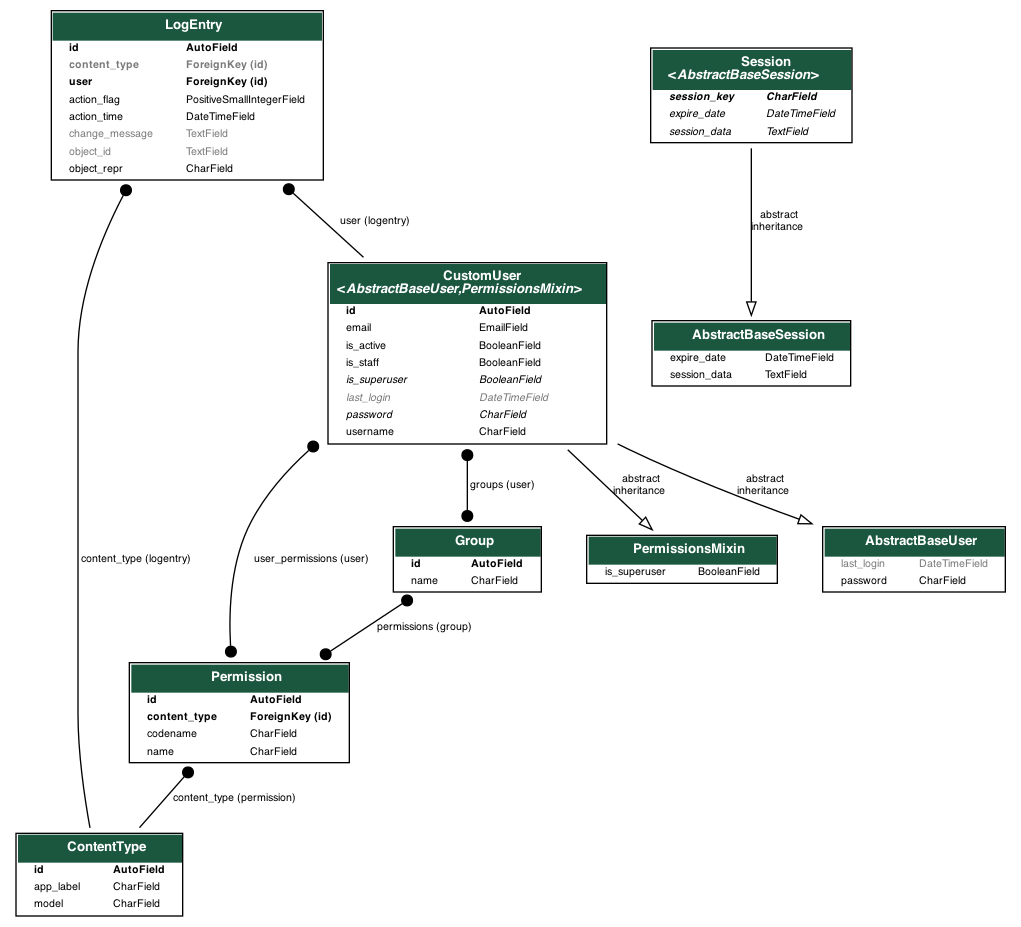 LogEntry
id AutoField
content_type ForeignKey (id)
user ForeignKey (id)
action_flag PositiveSmallIntegerField
action_time DateTimeField
change_message TextField
object_id TextField
object_repr CharField
Session
<AbstractBaseSession>
session_key CharField
expire_date DateTimeField
session_data TextField
user (logentry)
abstract
inheritance
CustomUser
<AbstractBaseUser,PermissionsMixin>
id AutoField
email EmailField
is_active BooleanField
is_staff BooleanField
is_superuser BooleanField
last_login DateTimeField
password CharField
username CharField
AbstractBaseSession
expire_date DateTimeField
session_data TextField
groups (user)
abstract
inheritance
abstract
inheritance
content_type (logentry)
user_permissions (user)
Group
id AutoField
name CharField
PermissionsMixin
is_superuser BooleanField
AbstractBaseUser
last_login DateTimeField
password CharField
permissions (group)
Permission
id AutoField
content_type ForeignKey (id)
codename CharField
name CharField
content_type (permission)
ContentType
id AutoField
app_label CharField
model CharField